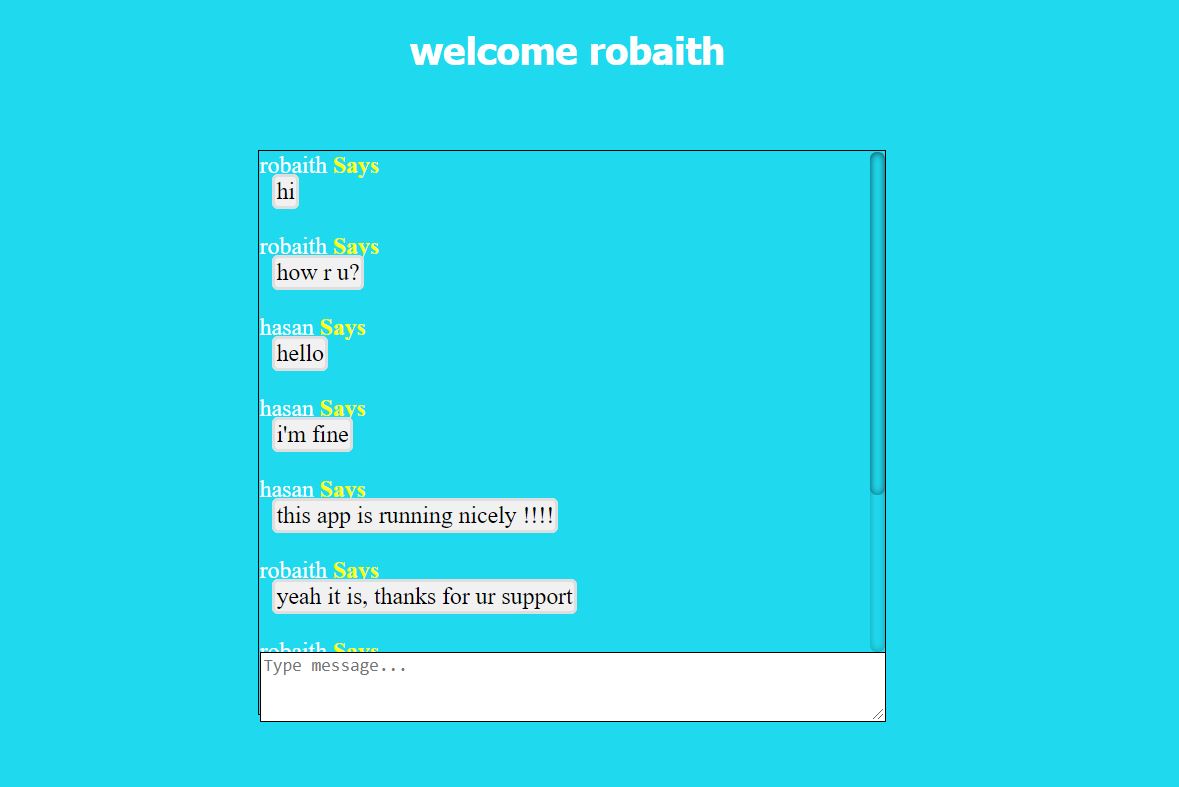 welcome robaith
robaith Says
hi
robaith Says
how r u?
hasan Says
hello
hasan Says
i'm fine
hasan Says
this app is running nicely !!!!
robaith Says
yeah it is, thanks for ur support
robaith Says
Type message...